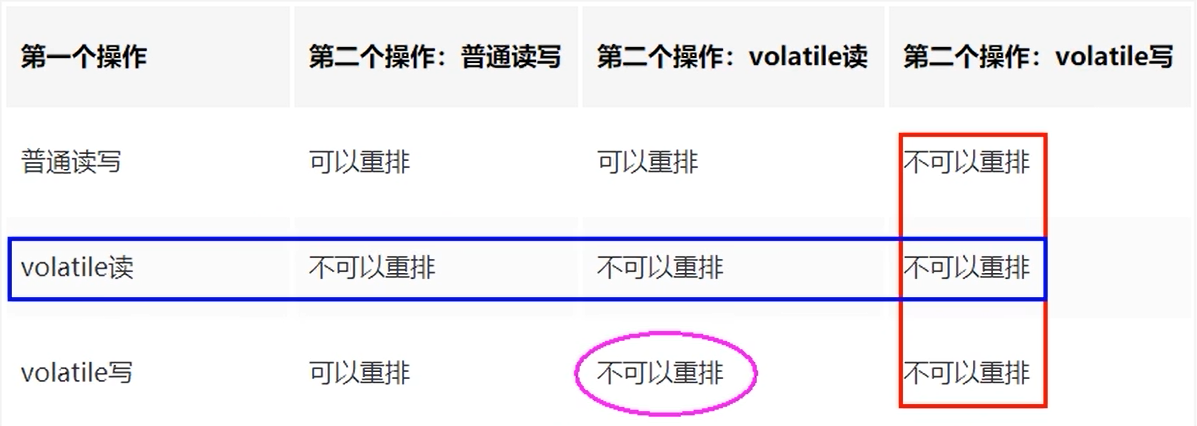 第一个操作 第二个操作：普通读写 第二个操作：volatile读 第二个操作：volatile写
普通读写 可以重排 可以重排 不可以重排
volatile读 不可以重排 不可以重排 不可以重排
volatile写 可以重排 不可以重排 不可以重排